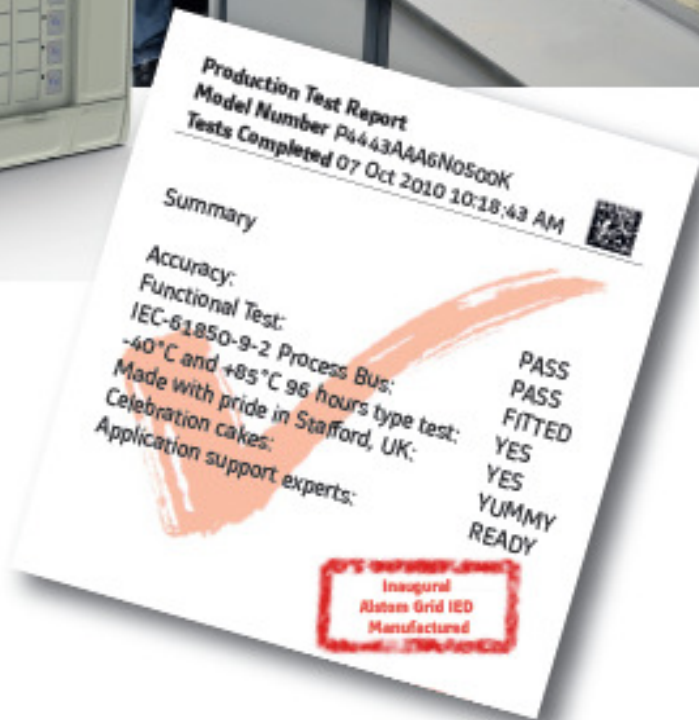 Production Test Report
Model Number P4443AAA6N0500K
Tests Completed 07 Oct 2010 10:18:43 AM
Summary
Accuracy: PASS
Functional Test: PASS
IEC-61850-9-2 Process Bus: FITTED
-40°C and +85°C 96 hours type test: YES
Made with pride in Stafford, UK: YES
Celebration cakes: YUMMY
Application support experts: READY
Inaugural
Alstom Grid IED
Manufactured